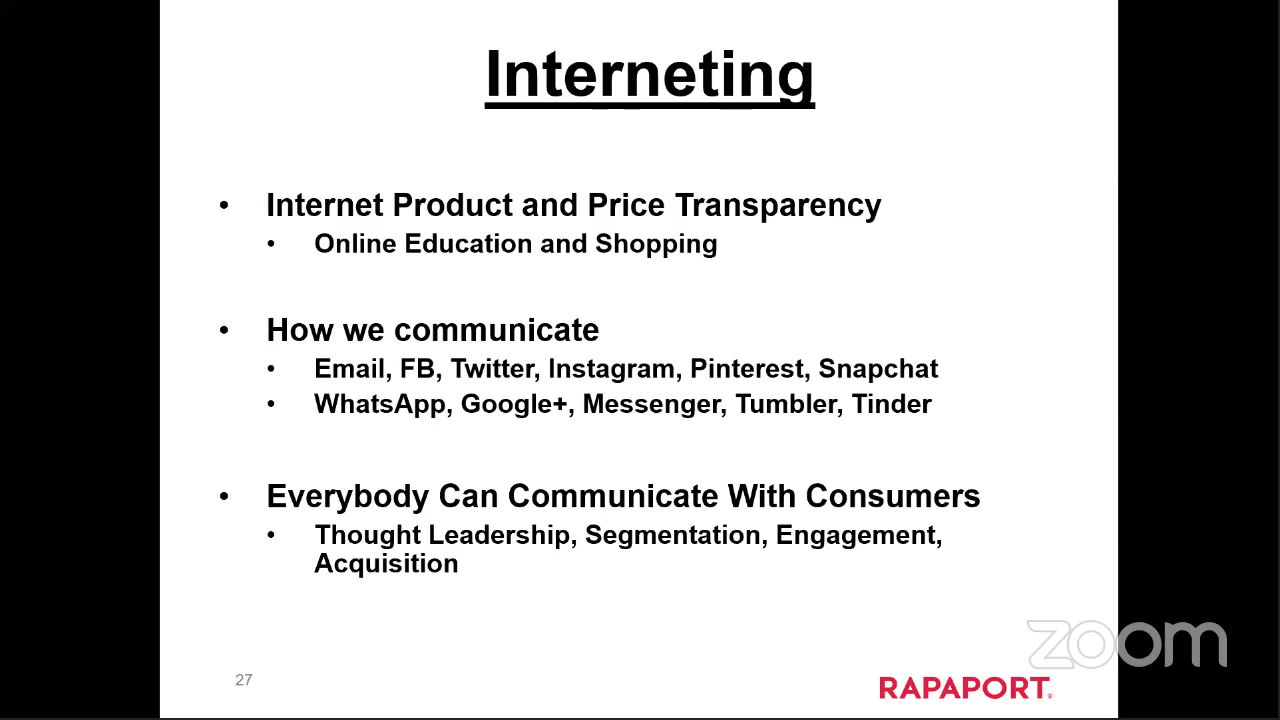 Interneting
• Internet Product and Price Transparency
• Online Education and Shopping
• How we communicate
• Email, FB, Twitter, Instagram, Pinterest, Snapchat
• WhatsApp, Google+, Messenger, Tumbler, Tinder
• Everybody Can Communicate With Consumers
• Thought Leadership, Segmentation, Engagement,
Acquisition
zoom
27
RAPAPORT®